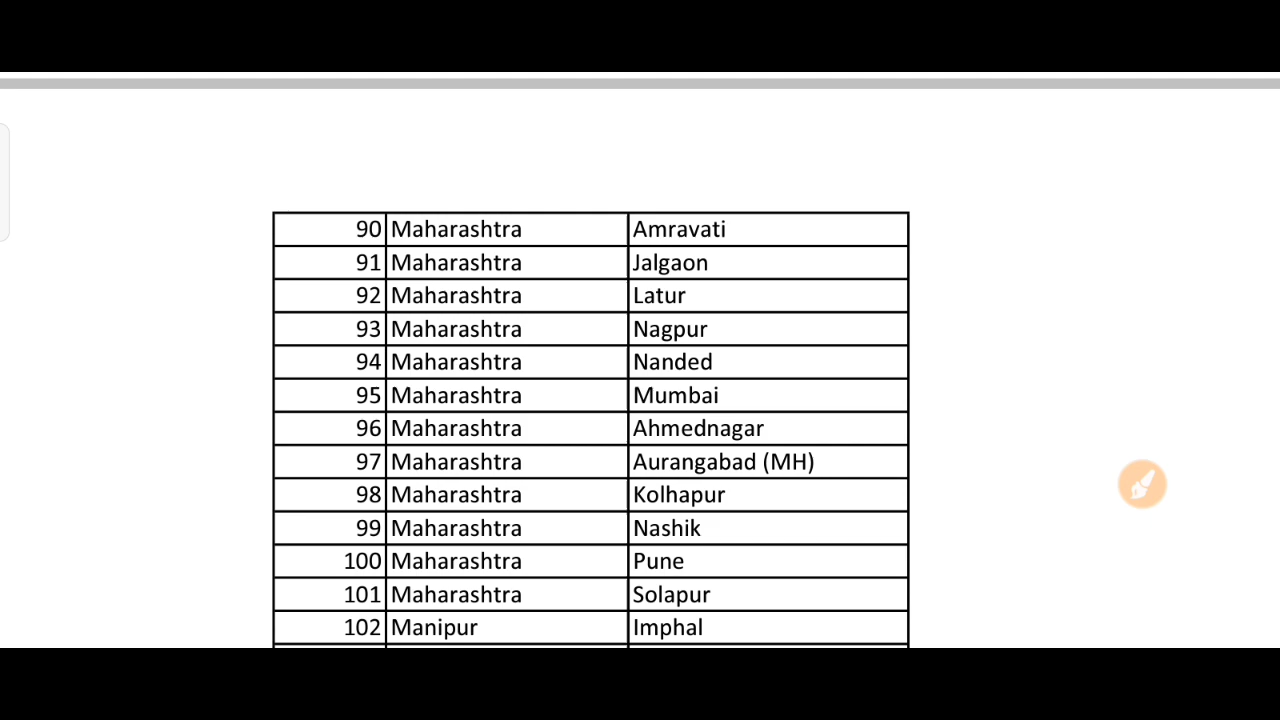 90 Maharashtra Amravati
91 Maharashtra Jalgaon
92 Maharashtra Latur
93 Maharashtra Nagpur
94 Maharashtra Nanded
95 Maharashtra Mumbai
96 Maharashtra Ahmednagar
97 Maharashtra Aurangabad (MH)
98 Maharashtra Kolhapur
99 Maharashtra Nashik
100 Maharashtra Pune
101 Maharashtra Solapur
102 Manipur Imphal